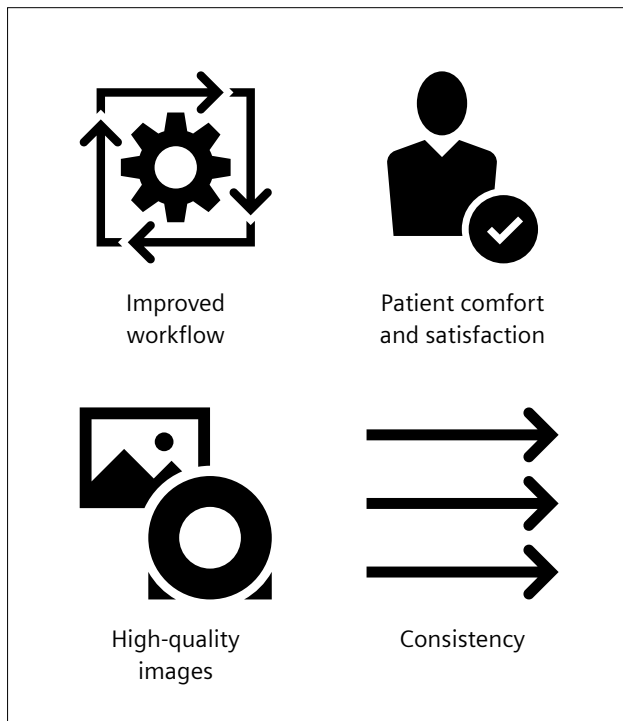 Improved
workflow
Patient comfort
and satisfaction
High-quality
images
Consistency